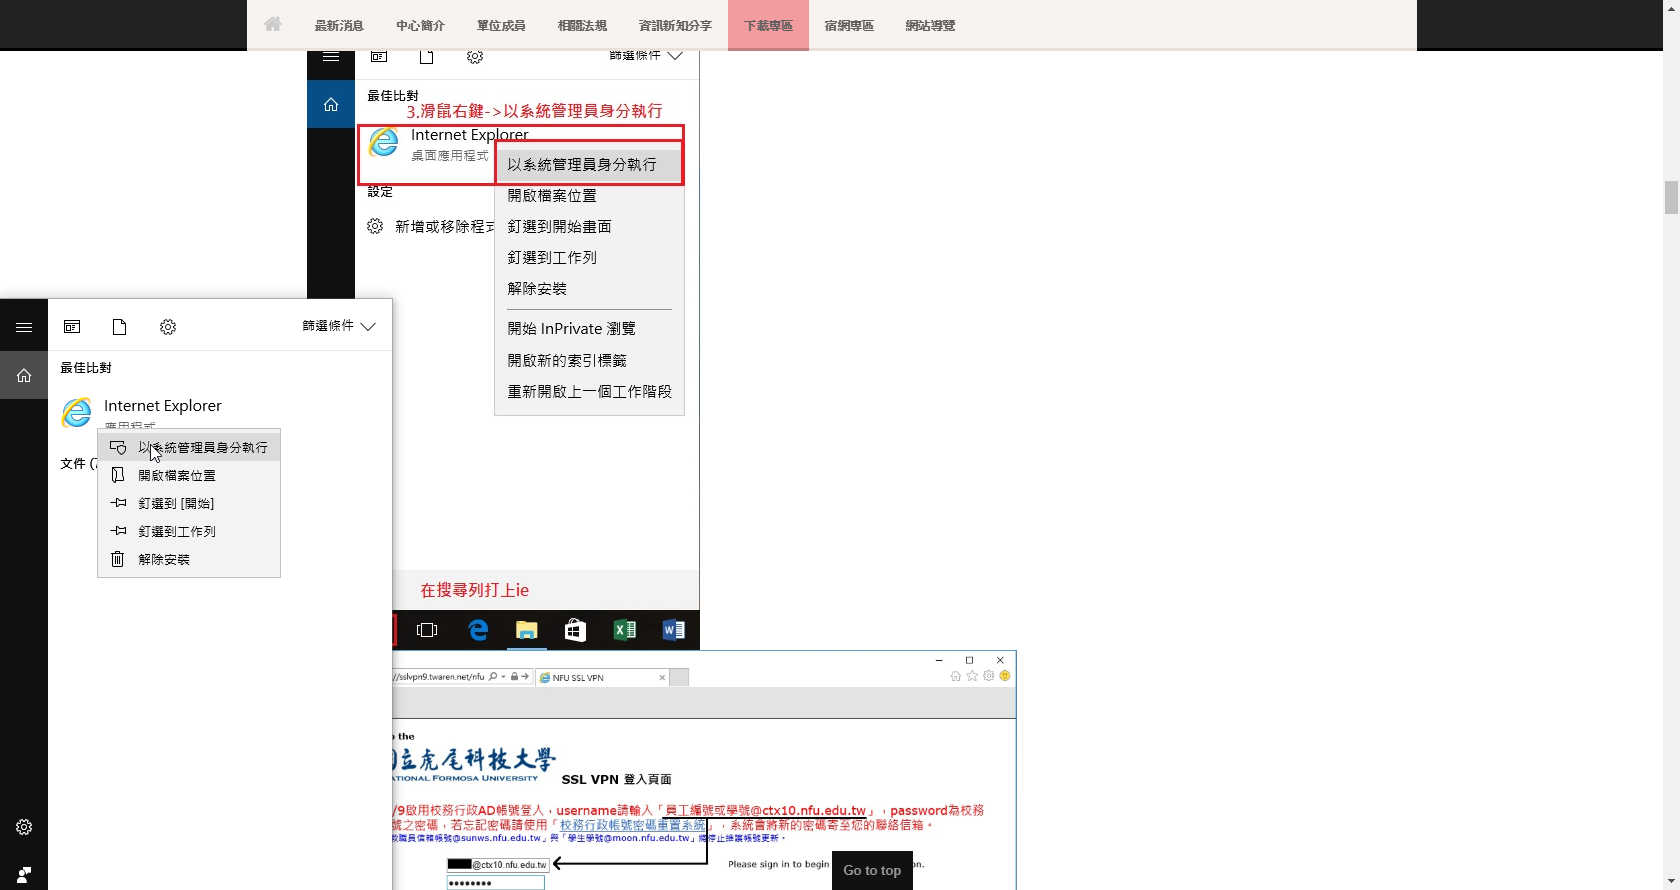 最新消息 中心簡介 單位成員 相關法規 資訊新知分享 下載專區 宿網專區 網站導覽
篩選條件
最佳比對
3.滑鼠右鍵->以系統管理員身分執行
Internet Explorer
桌面應用程式
以系統管理員身分執行
設定
開啟檔案位置
新增或移除程式
釘選到開始畫面
釘選到工作列
解除安裝
開始 InPrivate 瀏覽
開啟新的索引標籤
重新開啟上一個工作階段
篩選條件
最佳比對
Internet Explorer
應用程式
以系統管理員身分執行
文件 (
開啟檔案位置
釘選到 [開始]
釘選到工作列
解除安裝
在搜尋列打上ie
//sslvpn9.twaren.net/nfu
NFU SSL VPN
the
立虎尾科技大學
ATIONAL FORMOSA UNIVERSITY
SSL VPN 登入頁面
/9啟用校務行政AD帳號登入，username請輸入「員工編號或學號@ctx10.nfu.edu.tw」，password為校務
號之密碼，若忘記密碼請使用「校務行政帳號密碼重置系統」，系統會將新的密碼寄至您的聯絡信箱。
教職員信箱帳號@sunws.nfu.edu.tw」與「學生學號@moon.nfu.edu.tw」將停止維護帳號更新。
@ctx10.nfu.edu.tw
Please sign in to begin
on.
Go to top